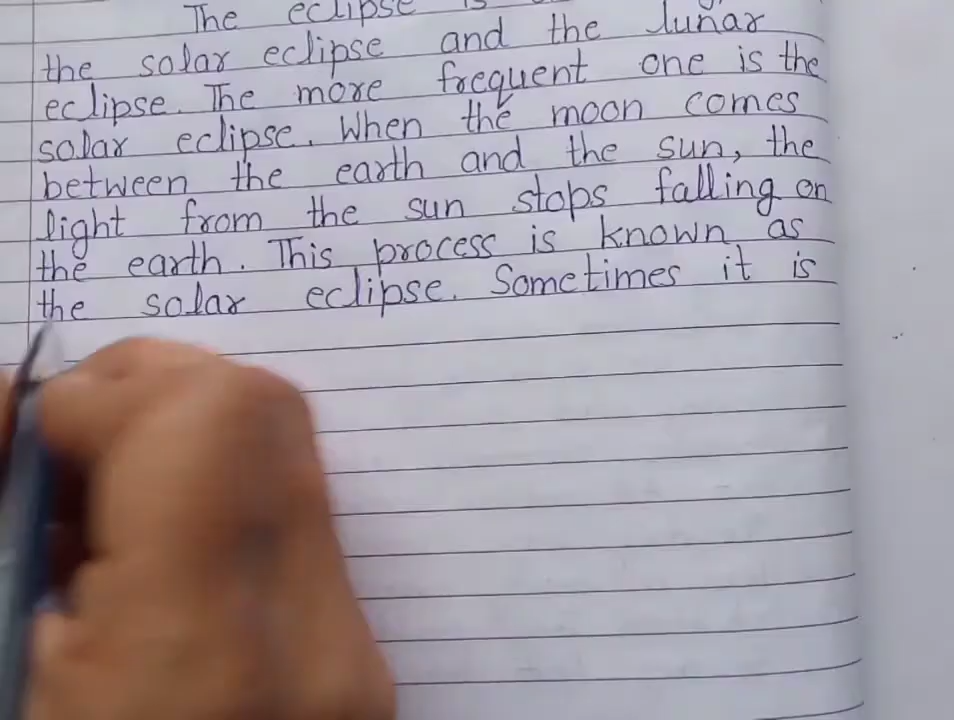 The eclipse is
the solar eclipse and the lunar
eclipse. The more frequent one is the
solar eclipse. When the moon comes
between the earth and the sun, the
light from the sun stops falling on
the earth. This process is known as
the solar eclipse. Sometimes it is